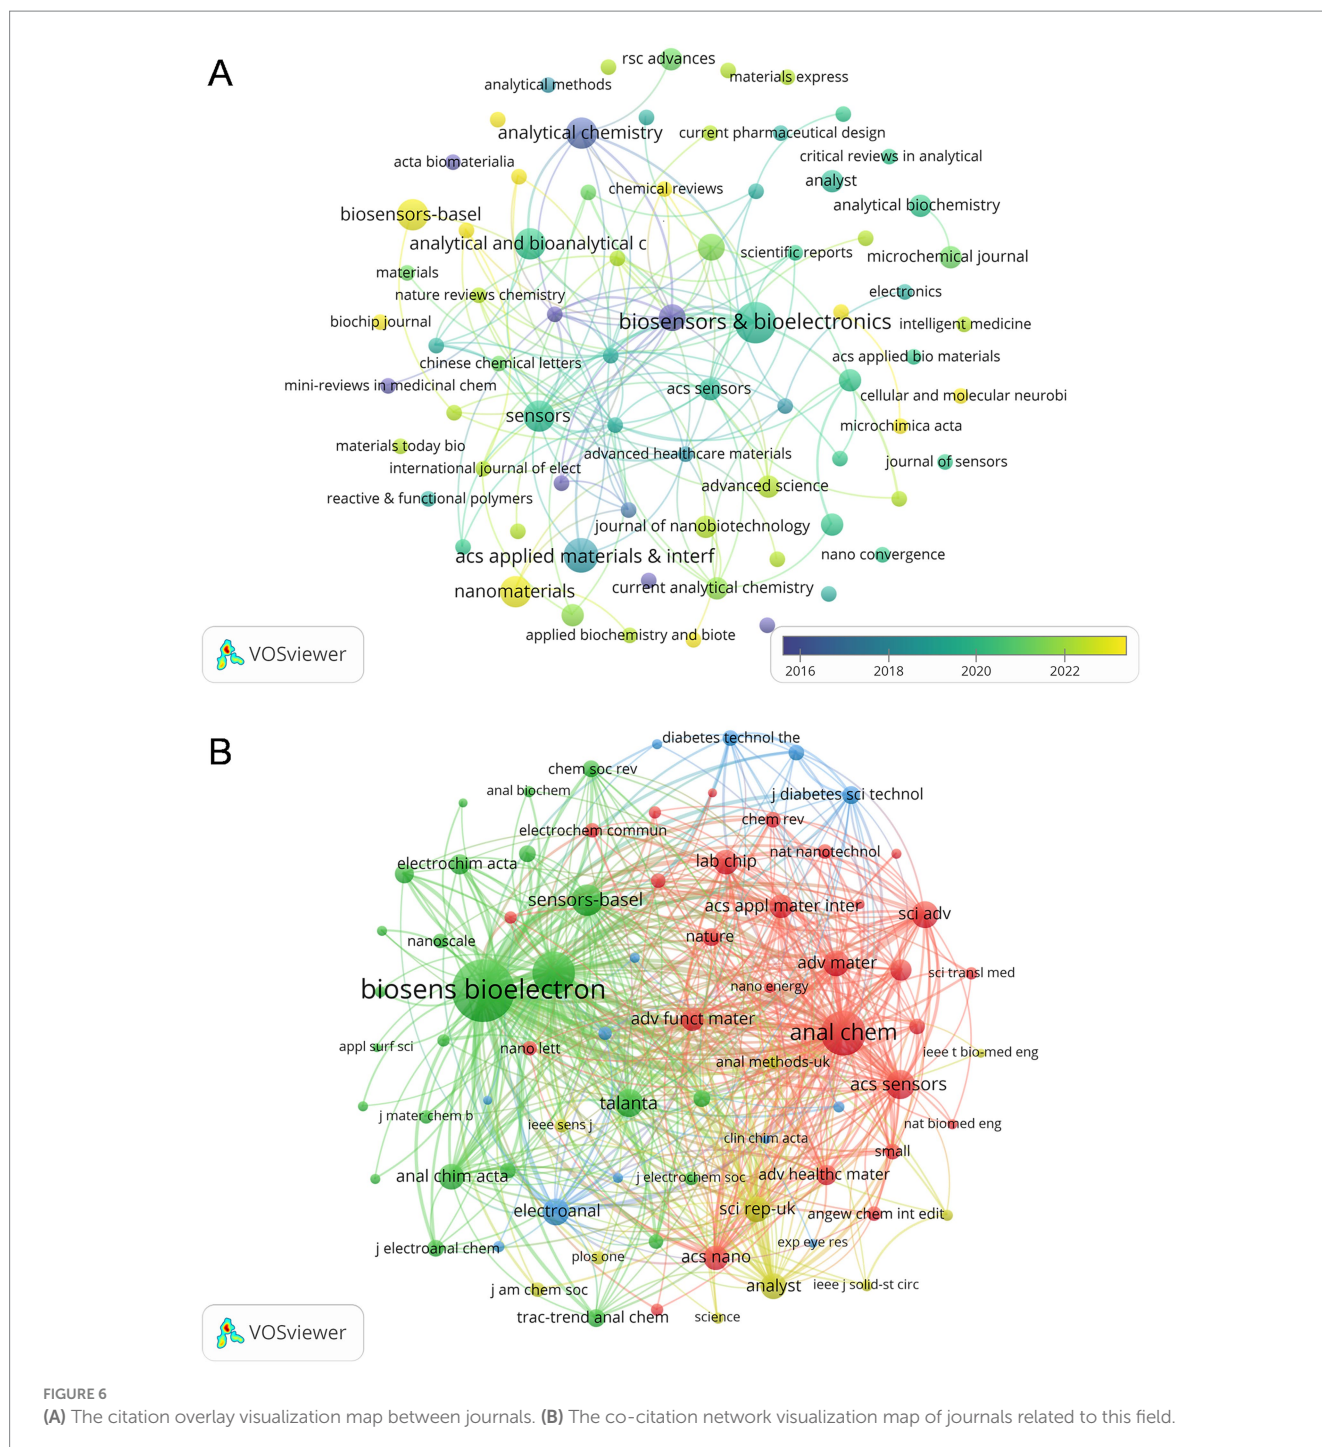 A
rsc advances
materials express
analytical methods
analytical chemistry
current pharmaceutical design
critical reviews in analytical
acta biomaterialia
analyst
chemical reviews
analytical biochemistry
biosensors-basel
analytical and bioanalytical c
scientific reports
microchemical journal
materials
nature reviews chemistry
electronics
biochip journal
biosensors & bioelectronics
intelligent medicine
chinese chemical letters
acs applied bio materials
mini-reviews in medicinal chem
acs sensors
cellular and molecular neurobi
sensors
microchimica acta
materials today bio
advanced healthcare materials
journal of sensors
international journal of elect
advanced science
reactive & functional polymers
journal of nanobiotechnology
acs applied materials & interf
nano convergence
nanomaterials
current analytical chemistry
applied biochemistry and biote
VOSviewer
2016 2018 2020 2022
B
diabetes technol the
chem soc rev
anal biochem
j diabetes sci technol
electrochem commun
chem rev
electrochim acta
lab chip
nat nanotechnol
sensors-basel
acs appl mater inter
sci adv
nanoscale
nature
adv mater
sci transl med
biosens bioelectron
nano energy
adv funct mater
anal chem
appl surf sci
nano lett
anal methods-uk
ieee t bio-med eng
acs sensors
talanta
j mater chem b
ieee sens j
nat biomed eng
clin chim acta
small
anal chim acta
j electrochem soc
adv healthc mater
electroanal
sci rep-uk
angew chem int edit
j electroanal chem
plos one
acs nano
exp eye res
j am chem soc
analyst
ieee j solid-st circ
trac-trend anal chem
science
VOSviewer
FIGURE 6
(A) The citation overlay visualization map between journals. (B) The co-citation network visualization map of journals related to this field.